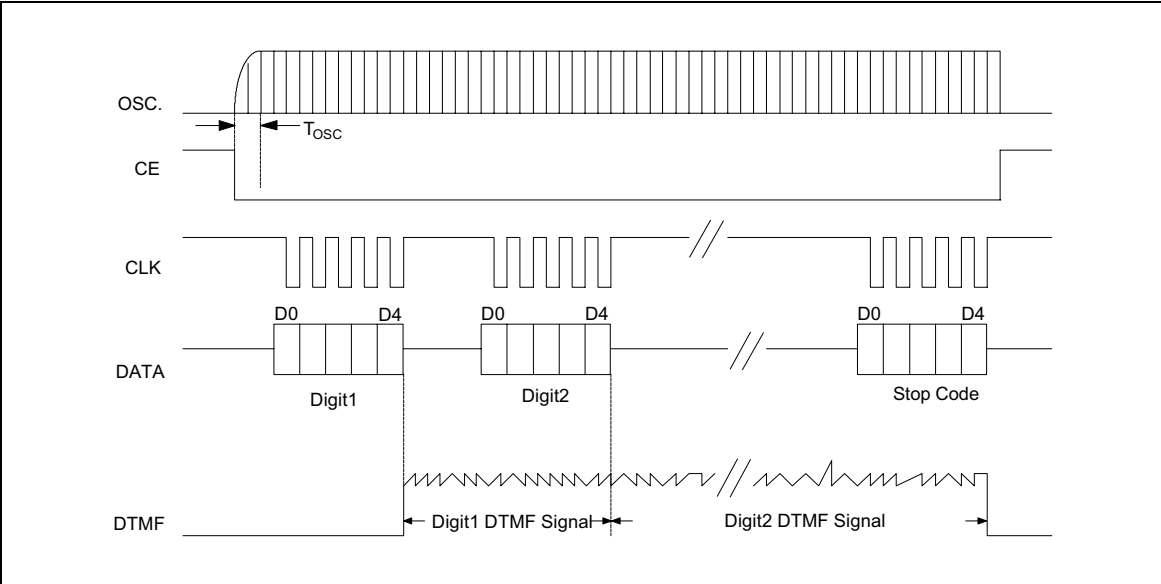 OSC.
TOSC
CE
CLK
D0 D4 D0 D4 D0 D4
DATA
Digit1 Digit2 Stop Code
DTMF
Digit1 DTMF Signal Digit2 DTMF Signal